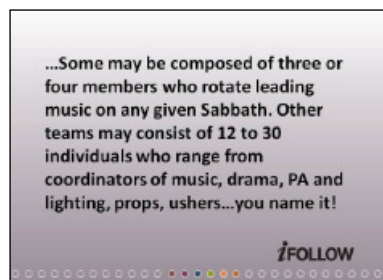 ...Some may be composed of three or
four members who rotate leading
music on any given Sabbath. Other
teams may consist of 12 to 30
individuals who range from
coordinators of music, drama, PA and
lighting, props, ushers...you name it!
iFOLLOW